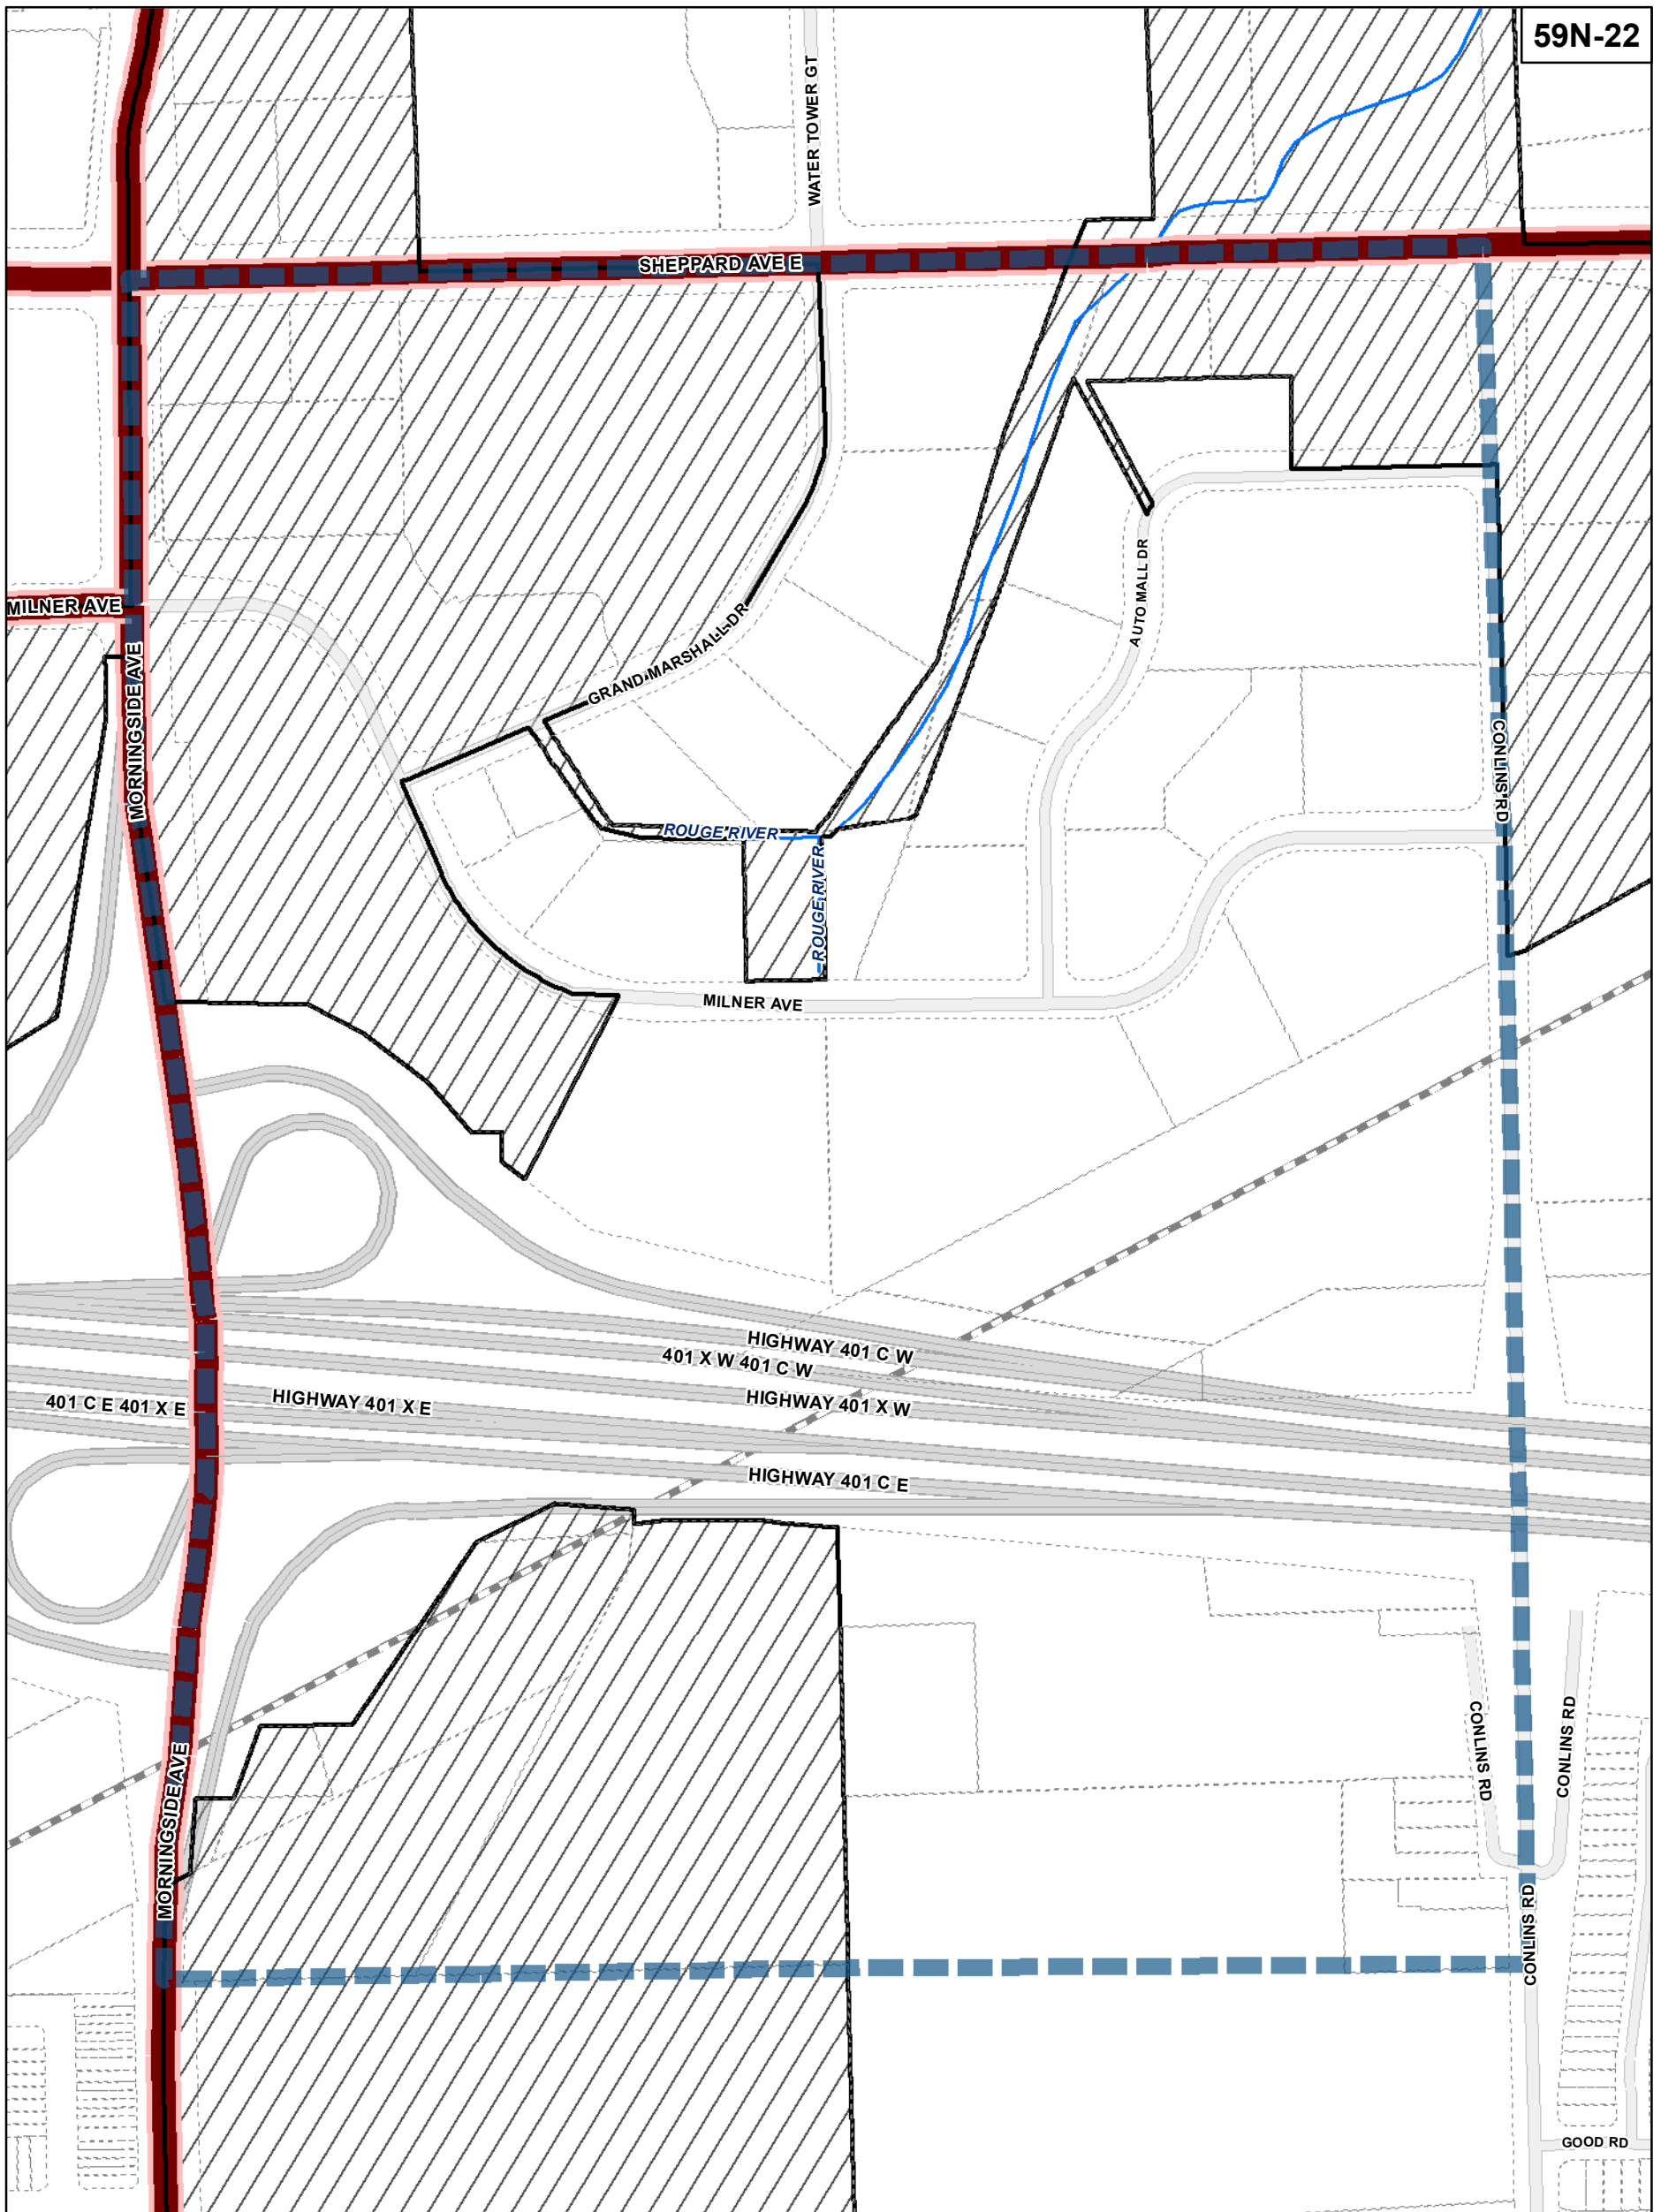 59N-22
WATER TOWER GT
SHEPPARD AVE E
MILNER AVE
MORNINGSIDE AVE
GRAND MARSHALL DR
AUTO MALL DR
CONLINS RD
ROUGE RIVER
ROUGE RIVER
MILNER AVE
HIGHWAY 401 C W
401 X W 401 C W
HIGHWAY 401 X E
HIGHWAY 401 X W
401 C E 401 X E
HIGHWAY 401 C E
CONLINS RD
CONLINS RD
MORNINGSIDE AVE
CONLINS RD
GOOD RD